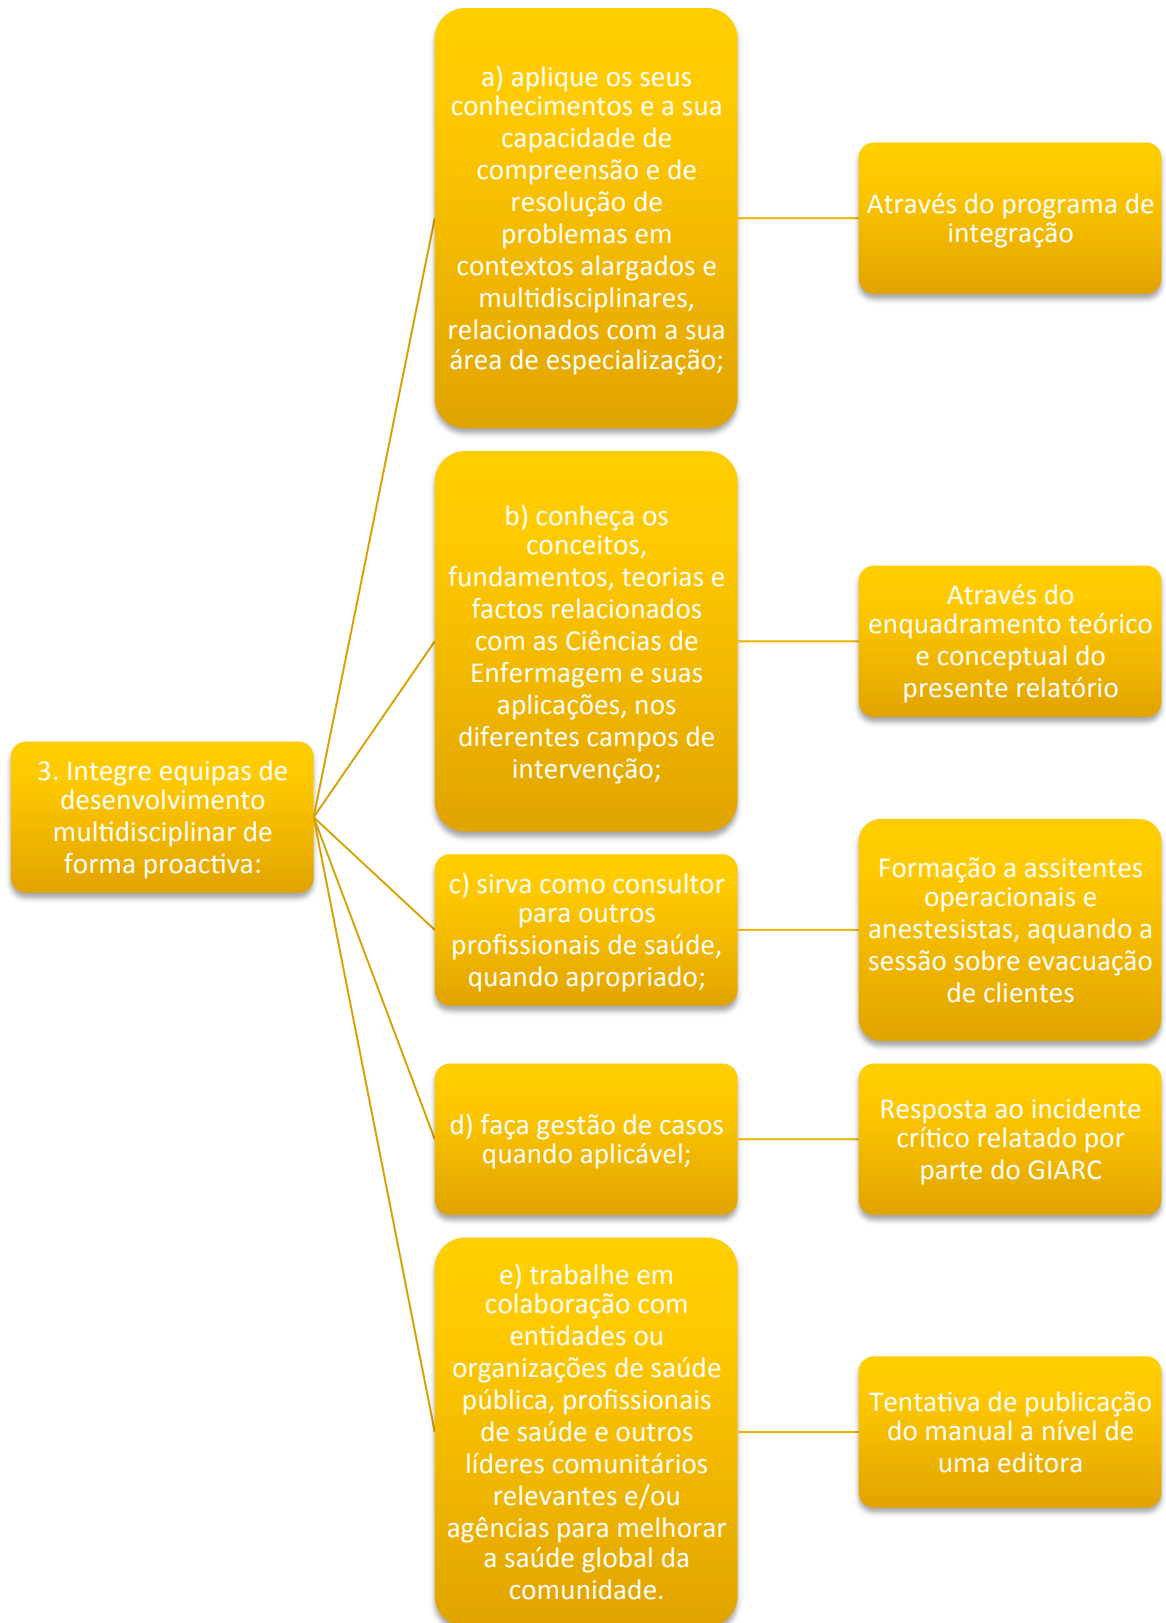 3. Integre equipas de
desenvolvimento
multidisciplinar de
forma proactiva:
a) aplique os seus
conhecimentos e a sua
capacidade de
compreensão e de
resolução de
problemas em
contextos alargados e
multidisciplinares,
relacionados com a sua
área de especialização;
Através do programa de
integração
b) conheça os
conceitos,
fundamentos, teorias e
factos relacionados
com as Ciências de
Enfermagem e suas
aplicações, nos
diferentes campos de
intervenção;
Através do
enquadramento teórico
e conceptual do
presente relatório
c) sirva como consultor
para outros
profissionais de saúde,
quando apropriado;
Formação a assitentes
operacionais e
anestesistas, aquando a
sessão sobre evacuação
de clientes
d) faça gestão de casos
quando aplicável;
Resposta ao incidente
crítico relatado por
parte do GIARC
e) trabalhe em
colaboração com
entidades ou
organizações de saúde
pública, profissionais
de saúde e outros
líderes comunitários
relevantes e/ou
agências para melhorar
a saúde global da
comunidade.
Tentativa de publicação
do manual a nível de
uma editora